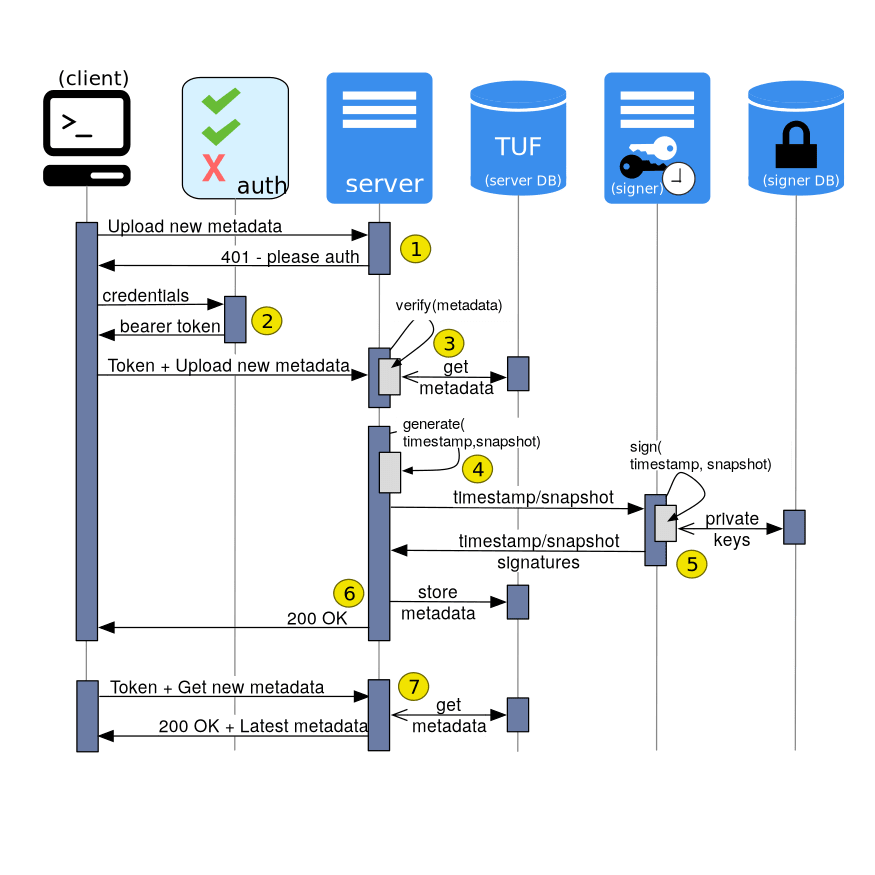 (client)
>_
X
auth
server
TUF
(server DB)
(signer)
(signer DB)
Upload new metadata
1
401 - please auth
credentials
2
bearer token
verify(metadata)
3
Token + Upload new metadata
get
metadata
generate(
timestamp,snapshot)
4
sign(
timestamp, snapshot)
timestamp/snapshot
private
keys
timestamp/snapshot
signatures
5
6
store
metadata
200 OK
7
Token + Get new metadata
get
metadata
200 OK + Latest metadata